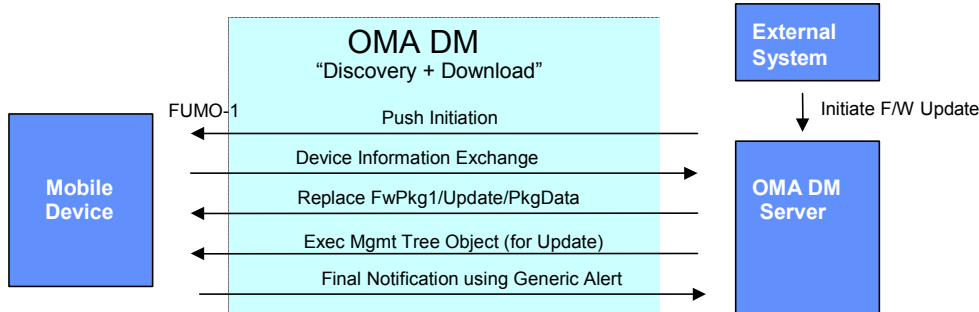 OMA DM
“Discovery + Download”
External
System
FUMO-1
Push Initiation
Initiate F/W Update
Device Information Exchange
Mobile
Device
Replace FwPkg1/Update/PkgData
OMA DM
Server
Exec Mgmt Tree Object (for Update)
Final Notification using Generic Alert